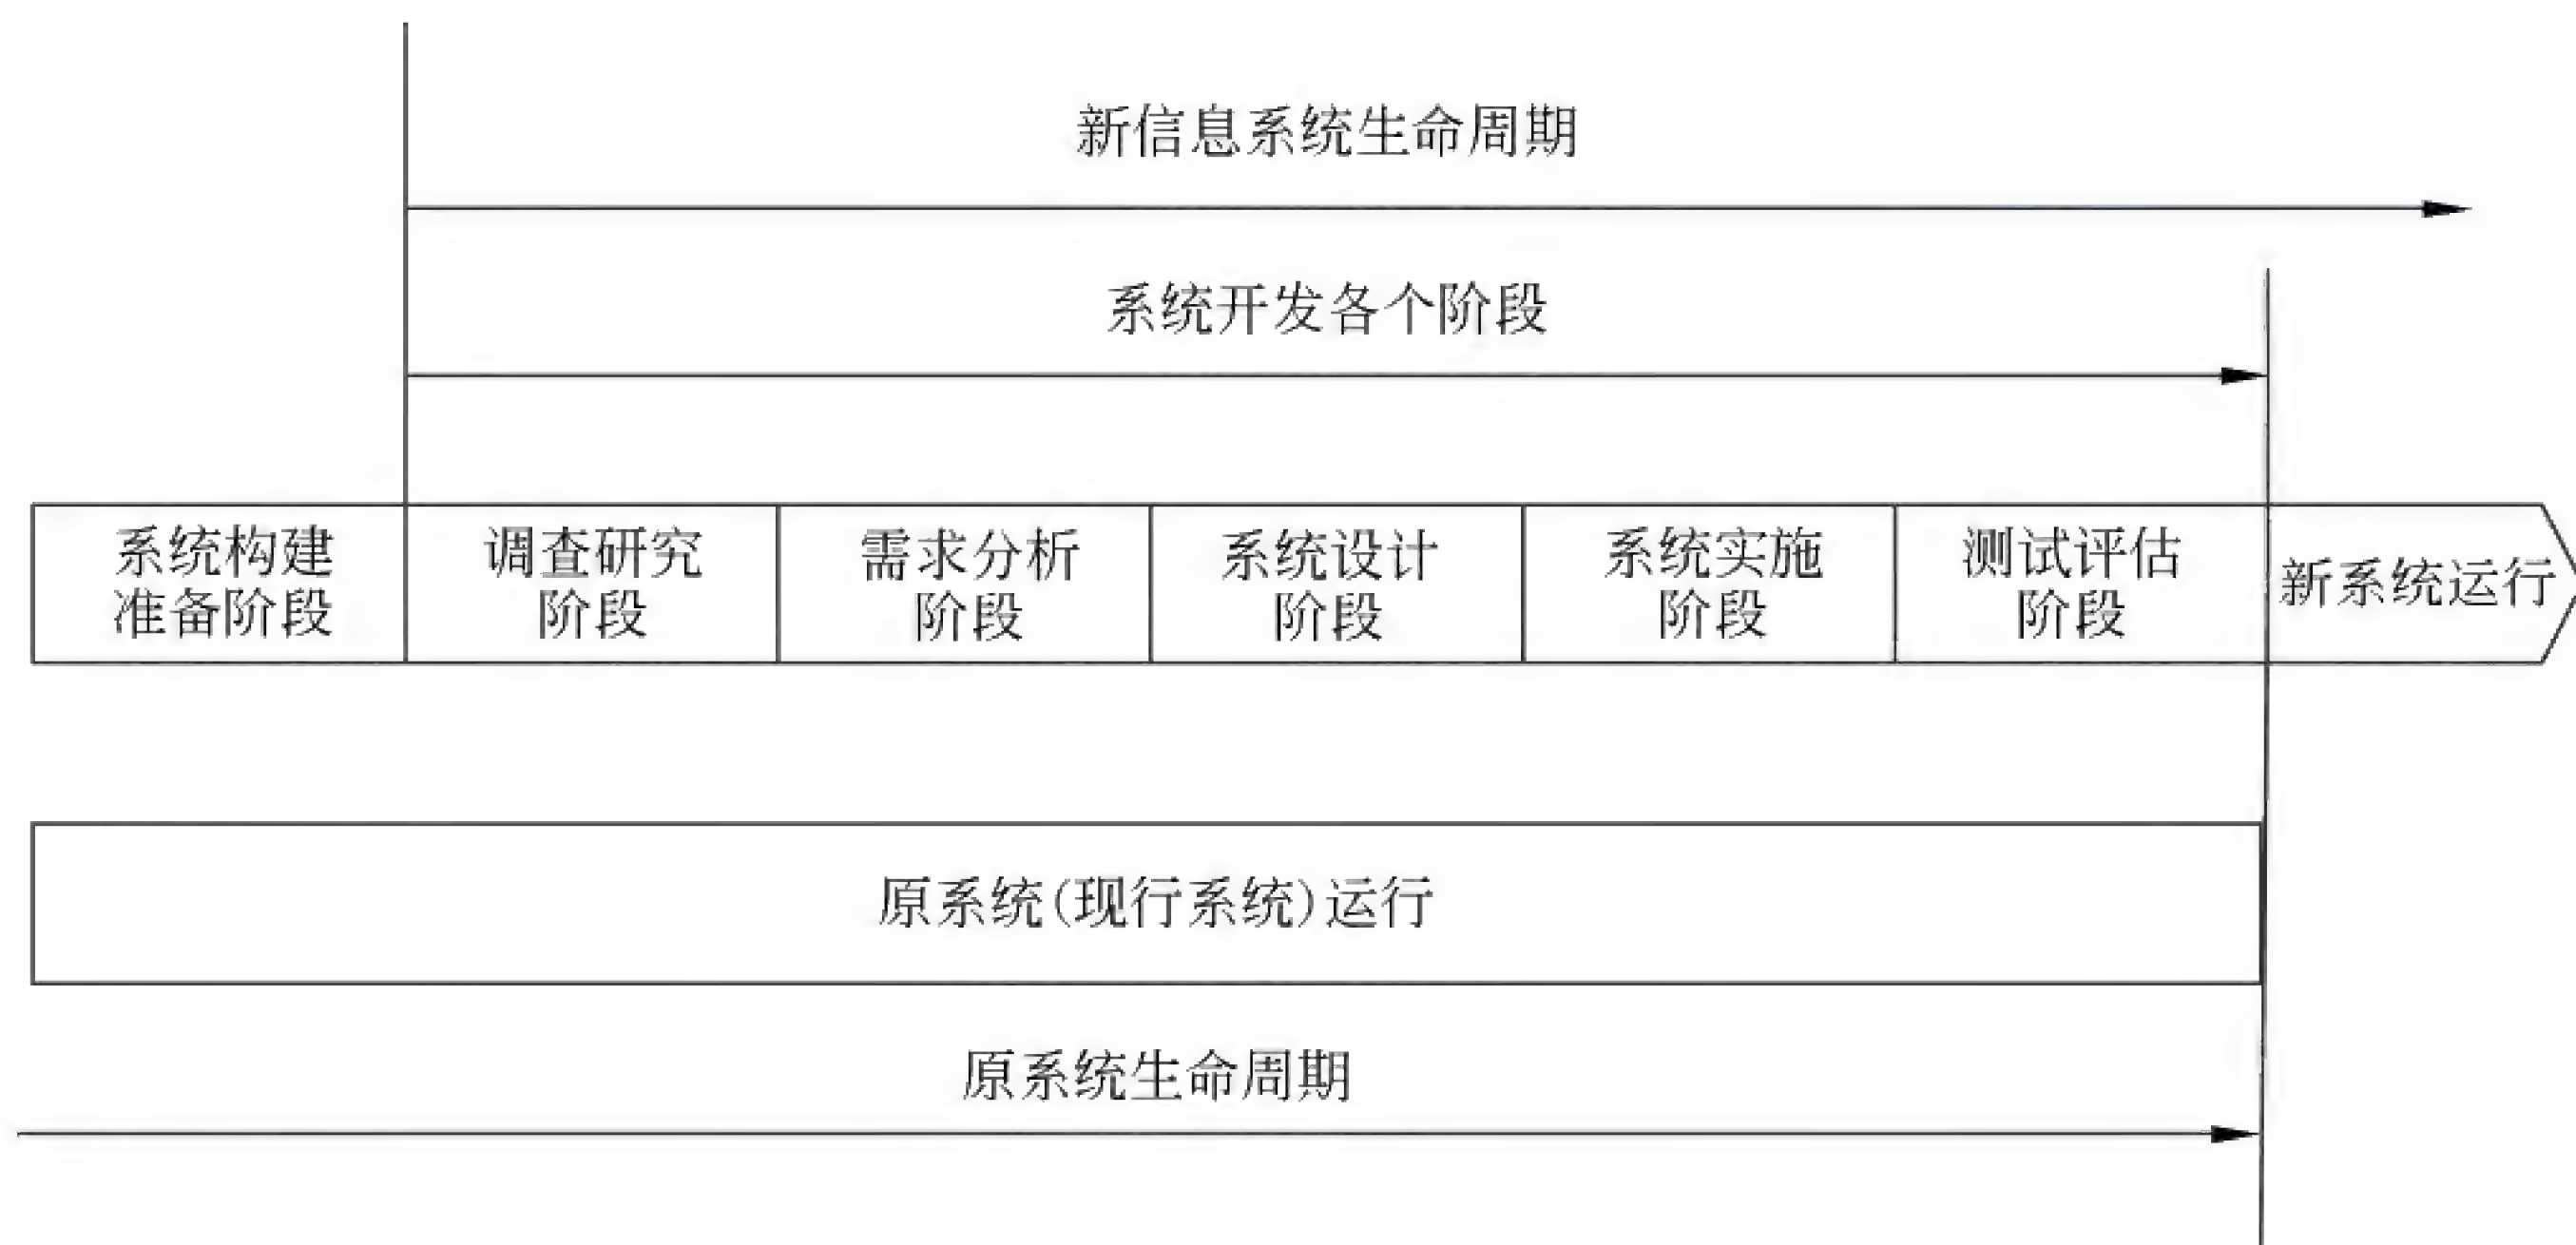 新信息系统生命周期
系统开发各个阶段
系统构建
准备阶段
调查研究
阶段
需求分析
阶段
系统设计
阶段
系统实施
阶段
测试评估
阶段
新系统运行
原系统(现行系统)运行
原系统生命周期